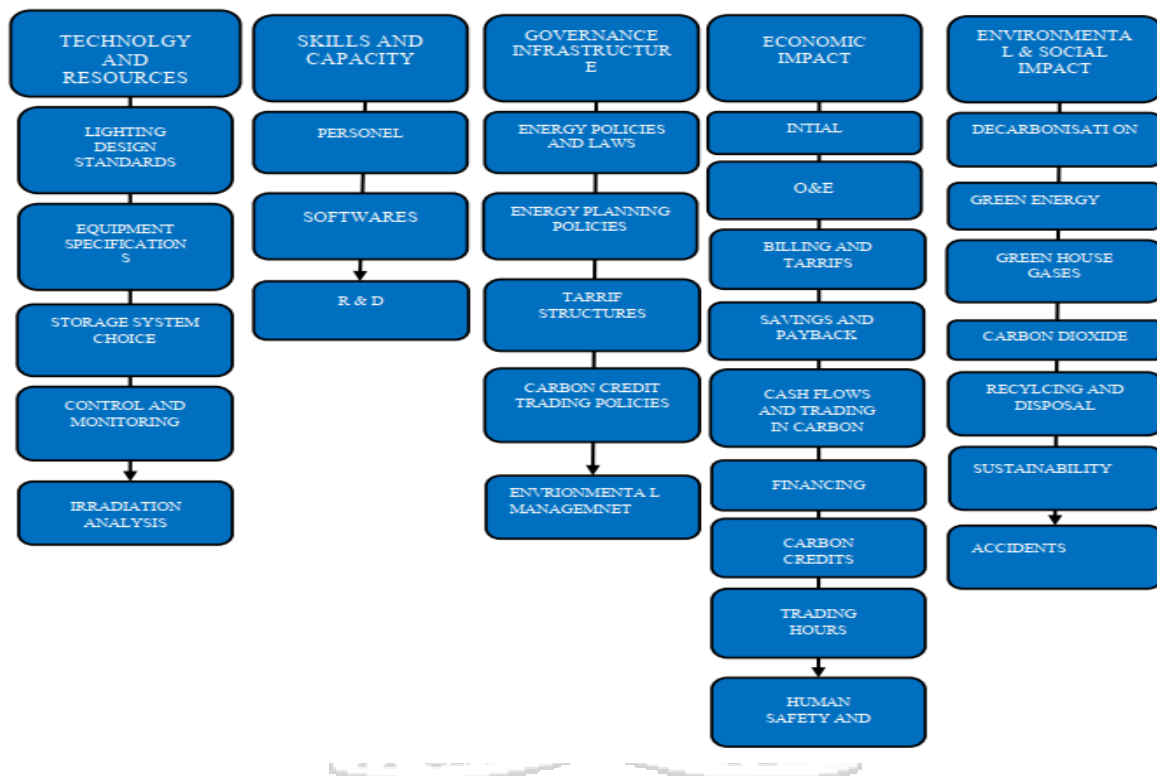 TECHNOLGY
AND
RESOURCES
LIGHTING
DESIGN
STANDARDS
EQUIPMENT
SPECIFICATION
S
STORAGE SYSTEM
CHOICE
CONTROL AND
MONITORING
IRRADIATION
ANALYSIS
SKILLS AND
CAPACITY
PERSONEL
SOFTWARES
R & D
GOVERNANCE
INFRASTRUCTUR
E
ENERGY POLICIES
AND LAWS
ENERGY PLANNING
POLICIES
TARRIF
STRUCTURES
CARBON CREDIT
TRADING POLICIES
ENVRIONMENTA L
MANAGEMNET
ECONOMIC
IMPACT
INTIAL
O&E
BILLING AND
TARRIFS
SAVINGS AND
PAYBACK
CASH FLOWS
AND TRADING
IN CARBON
FINANCING
CARBON
CREDITS
TRADING
HOURS
HUMAN
SAFETY AND
ENVIRONMENTA
L & SOCIAL
IMPACT
DECARBONISATI ON
GREEN ENERGY
GREEN HOUSE
GASES
CARBON DIOXIDE
RECYLCING AND
DISPOSAL
SUSTAINABILITY
ACCIDENTS